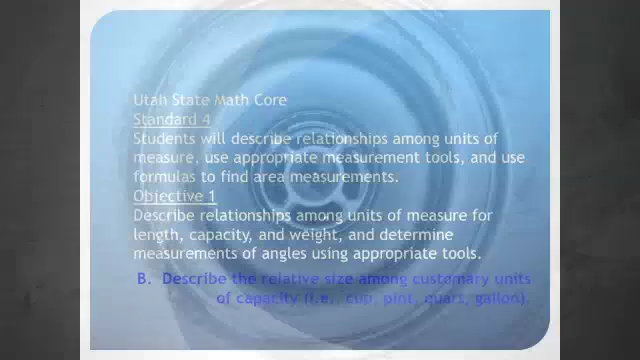 Utah State Math Core
Standard 4
Students will describe relationships among units of
measure, use appropriate measurement tools, and use
formulas to find area measurements.
Objective 1
Describe relationships among units of measure for
length, capacity, and weight, and determine
measurements of angles using appropriate tools.
B. Describe the relative size among customary units
of capacity (i.e., cup, pint, quart, gallon).